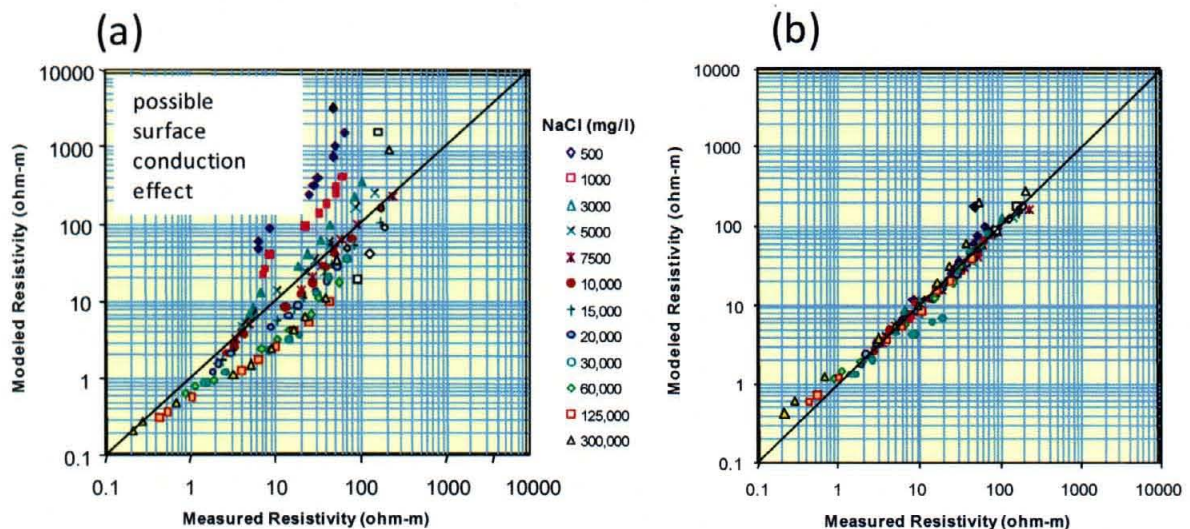 (a)
10000
1000
100
10
1
0.1
Modeled Resistivity (ohm-m)
possible
surface
conduction
effect
0.1 1 10 100 1000 10000
Measured Resistivity (ohm-m)
NaCl (mg/l)
500
1000
3000
5000
7500
10,000
15,000
20,000
30,000
60,000
125,000
300,000
(b)
10000
1000
100
10
1
0.1
Modeled Resistivity (ohm-m)
0.1 1 10 100 1000 10000
Measured Resistivity (ohm-m)